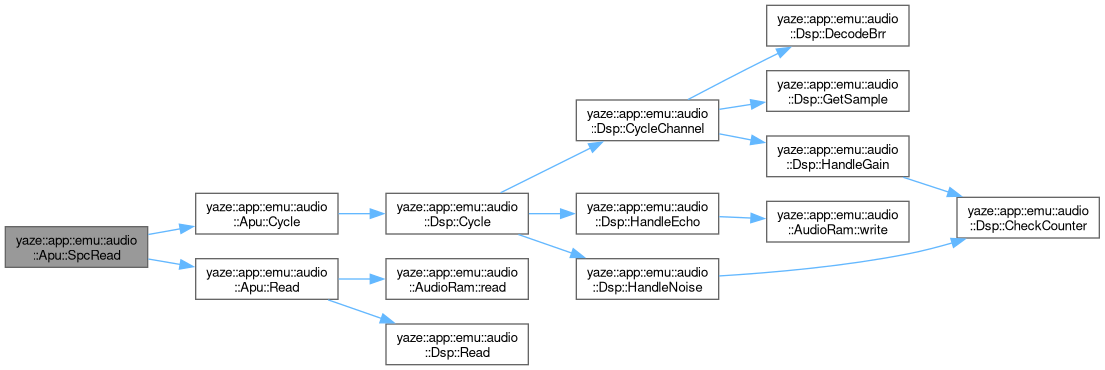 yaze::app::emu::audio
::Dsp::DecodeBrr
yaze::app::emu::audio
::Dsp::GetSample
yaze::app::emu::audio
::Dsp::CycleChannel
yaze::app::emu::audio
::Dsp::HandleGain
yaze::app::emu::audio
::Apu::Cycle
yaze::app::emu::audio
::Dsp::Cycle
yaze::app::emu::audio
::Dsp::HandleEcho
yaze::app::emu::audio
::AudioRam::write
yaze::app::emu::audio
::Dsp::CheckCounter
yaze::app::emu::audio
::Apu::SpcRead
yaze::app::emu::audio
::Apu::Read
yaze::app::emu::audio
::AudioRam::read
yaze::app::emu::audio
::Dsp::HandleNoise
yaze::app::emu::audio
::Dsp::Read